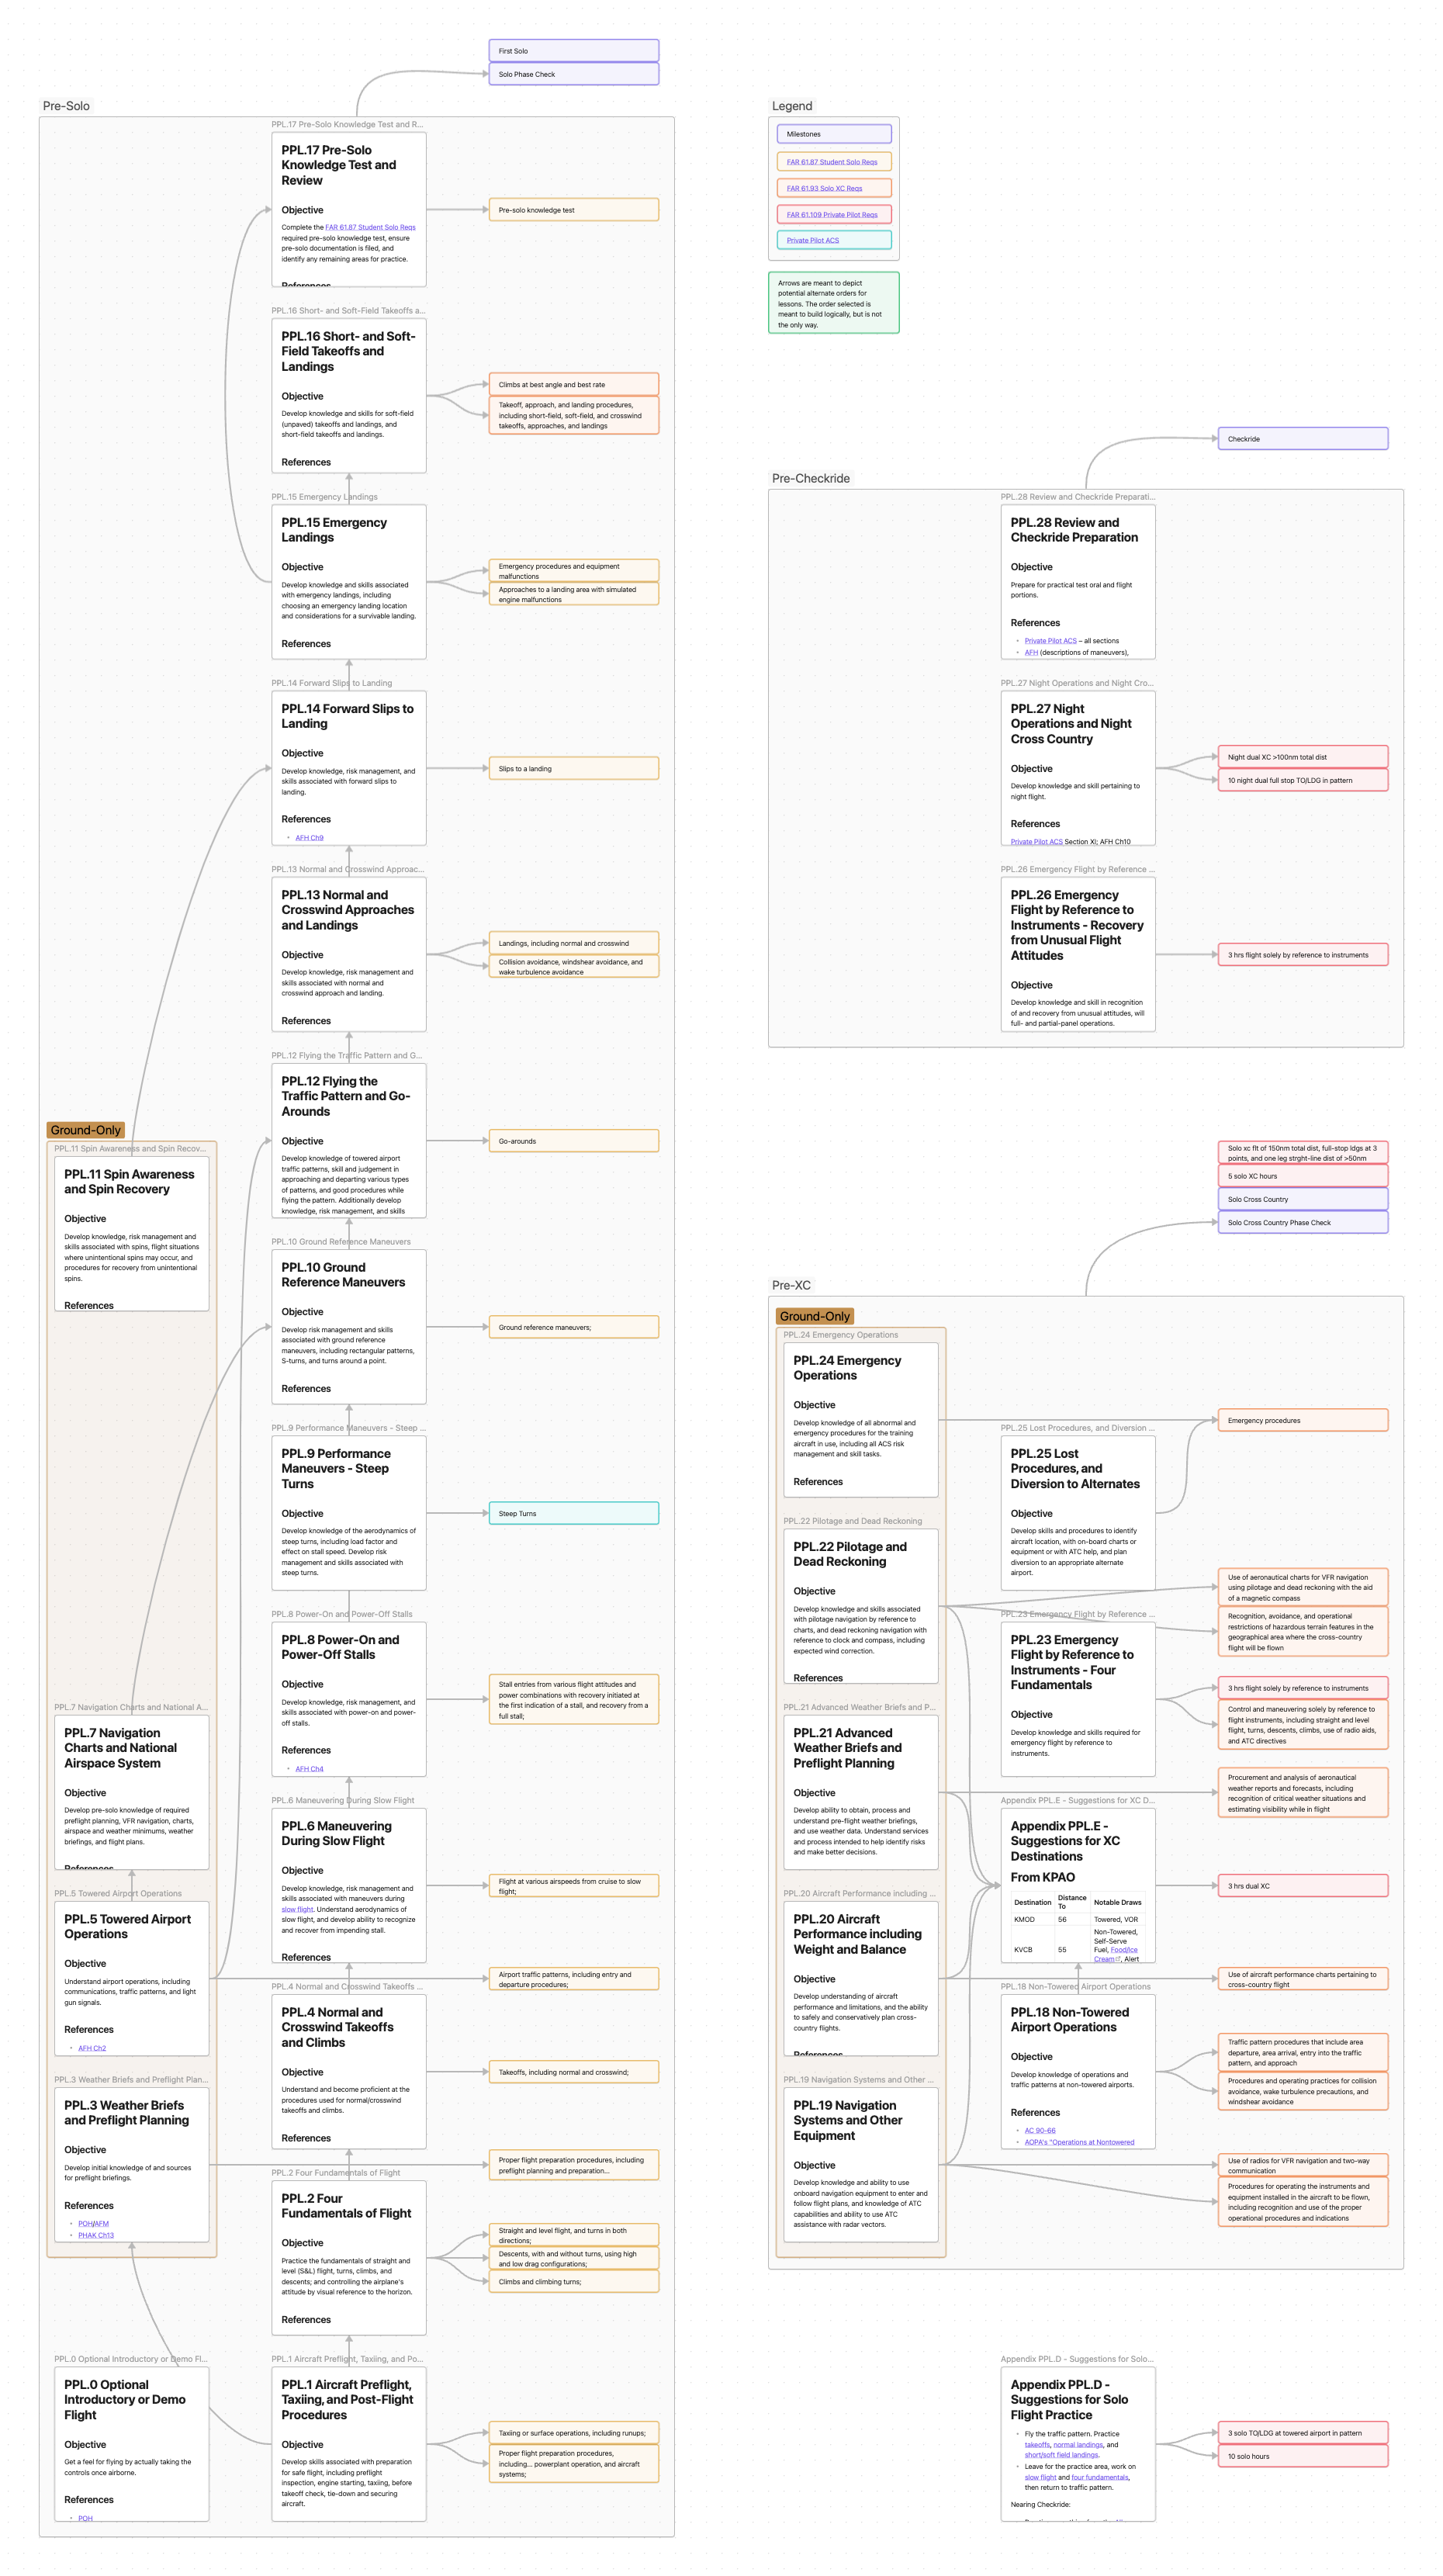 First Solo
Solo Phase Check
Pre-Solo
PPL.17 Pre-Solo Knowledge Test and R...
PPL.17 Pre-Solo
Knowledge Test and
Review
Objective
Complete the FAR 61.87 Student Solo Reqs
required pre-solo knowledge test, ensure
pre-solo documentation is filed, and
identify any remaining areas for practice.
References
Pre-solo knowledge test
PPL.16 Short- and Soft-Field Takeoffs a...
PPL.16 Short- and Soft-
Field Takeoffs and
Landings
Objective
Develop knowledge and skills for soft-field
(unpaved) takeoffs and landings, and
short-field takeoffs and landings.
References
Climbs at best angle and best rate
Takeoff, approach, and landing procedures,
including short-field, soft-field, and crosswind
takeoffs, approaches, and landings
PPL.15 Emergency Landings
PPL.15 Emergency
Landings
Objective
Develop knowledge and skills associated
with emergency landings, including
choosing an emergency landing location
and considerations for a survivable landing.
References
Emergency procedures and equipment
malfunctions
Approaches to a landing area with simulated
engine malfunctions
PPL.14 Forward Slips to Landing
PPL.14 Forward Slips to
Landing
Objective
Develop knowledge, risk management, and
skills associated with forward slips to
landing.
References
• AFH Ch9
Slips to a landing
PPL.13 Normal and Crosswind Approac...
PPL.13 Normal and
Crosswind Approaches
and Landings
Objective
Develop knowledge, risk management and
skills associated with normal and
crosswind approach and landing.
References
Landings, including normal and crosswind
Collision avoidance, windshear avoidance, and
wake turbulence avoidance
PPL.12 Flying the Traffic Pattern and G...
PPL.12 Flying the
Traffic Pattern and Go-
Arounds
Objective
Develop knowledge of towered airport
traffic patterns, skill and judgement in
approaching and departing various types
of patterns, and good procedures while
flying the pattern. Additionally develop
knowledge, risk management, and skills
Go-arounds
Ground-Only
PPL.11 Spin Awareness and Spin Recov...
PPL.11 Spin Awareness
and Spin Recovery
Objective
Develop knowledge, risk management and
skills associated with spins, flight situations
where unintentional spins may occur, and
procedures for recovery from unintentional
spins.
References
PPL.10 Ground Reference Maneuvers
PPL.10 Ground
Reference Maneuvers
Objective
Develop risk management and skills
associated with ground reference
maneuvers, including rectangular patterns,
S-turns, and turns around a point.
References
Ground reference maneuvers;
PPL.9 Performance Maneuvers - Steep ...
PPL.9 Performance
Maneuvers - Steep
Turns
Objective
Develop knowledge of the aerodynamics of
steep turns, including load factor and
effect on stall speed. Develop risk
management and skills associated with
steep turns.
Steep Turns
PPL.8 Power-On and Power-Off Stalls
PPL.8 Power-On and
Power-Off Stalls
Objective
Develop knowledge, risk management, and
skills associated with power-on and power-
off stalls.
References
• AFH Ch4
Stall entries from various flight attitudes and
power combinations with recovery initiated at
the first indication of a stall, and recovery from a
full stall;
PPL.7 Navigation Charts and National A...
PPL.7 Navigation
Charts and National
Airspace System
Objective
Develop pre-solo knowledge of required
preflight planning, VFR navigation, charts,
airspace and weather minimums, weather
briefings, and flight plans.
References
PPL.6 Maneuvering During Slow Flight
PPL.6 Maneuvering
During Slow Flight
Objective
Develop knowledge, risk management and
skills associated with maneuvers during
slow flight. Understand aerodynamics of
slow flight, and develop ability to recognize
and recover from impending stall.
References
Flight at various airspeeds from cruise to slow
flight;
PPL.5 Towered Airport Operations
PPL.5 Towered Airport
Operations
Objective
Understand airport operations, including
communications, traffic patterns, and light
gun signals.
References
• AFH Ch2
Airport traffic patterns, including entry and
departure procedures;
PPL.4 Normal and Crosswind Takeoffs ...
PPL.4 Normal and
Crosswind Takeoffs
and Climbs
Objective
Understand and become proficient at the
procedures used for normal/crosswind
takeoffs and climbs.
References
Takeoffs, including normal and crosswind;
PPL.3 Weather Briefs and Preflight Plan...
PPL.3 Weather Briefs
and Preflight Planning
Objective
Develop initial knowledge of and sources
for preflight briefings.
References
• POH/AFM
• PHAK Ch13
Proper flight preparation procedures, including
preflight planning and preparation...
PPL.2 Four Fundamentals of Flight
PPL.2 Four
Fundamentals of Flight
Objective
Practice the fundamentals of straight and
level (S&L) flight, turns, climbs, and
descents; and controlling the airplane's
attitude by visual reference to the horizon.
References
Straight and level flight, and turns in both
directions;
Descents, with and without turns, using high
and low drag configurations;
Climbs and climbing turns;
PPL.0 Optional Introductory or Demo Fl...
PPL.0 Optional
Introductory or Demo
Flight
Objective
Get a feel for flying by actually taking the
controls once airborne.
References
• POH
PPL.1 Aircraft Preflight, Taxiing, and Po...
PPL.1 Aircraft Preflight,
Taxiing, and Post-Flight
Procedures
Objective
Develop skills associated with preparation
for safe flight, including preflight
inspection, engine starting, taxiing, before
takeoff check, tie-down and securing
aircraft.
Taxiing or surface operations, including runups;
Proper flight preparation procedures,
including... powerplant operation, and aircraft
systems;
Legend
Milestones
FAR 61.87 Student Solo Reqs
FAR 61.93 Solo XC Reqs
FAR 61.109 Private Pilot Reqs
Private Pilot ACS
Arrows are meant to depict
potential alternate orders for
lessons. The order selected is
meant to build logically, but is not
the only way.
Checkride
Pre-Checkride
PPL.28 Review and Checkride Preparati...
PPL.28 Review and
Checkride Preparation
Objective
Prepare for practical test oral and flight
portions.
References
• Private Pilot ACS – all sections
• AFH (descriptions of maneuvers),
PPL.27 Night Operations and Night Cro...
PPL.27 Night
Operations and Night
Cross Country
Objective
Develop knowledge and skill pertaining to
night flight.
References
Private Pilot ACS Section XI; AFH Ch10
Night dual XC >100nm total dist
10 night dual full stop TO/LDG in pattern
PPL.26 Emergency Flight by Reference ...
PPL.26 Emergency
Flight by Reference to
Instruments - Recovery
from Unusual Flight
Attitudes
Objective
Develop knowledge and skill in recognition
of and recovery from unusual attitudes, will
full- and partial-panel operations.
3 hrs flight solely by reference to instruments
Solo xc flt of 150nm total dist, full-stop ldgs at 3
points, and one leg strght-line dist of >50nm
5 solo XC hours
Solo Cross Country
Solo Cross Country Phase Check
Pre-XC
Ground-Only
PPL.24 Emergency Operations
PPL.24 Emergency
Operations
Objective
Develop knowledge of all abnormal and
emergency procedures for the training
aircraft in use, including all ACS risk
management and skill tasks.
References
Emergency procedures
PPL.25 Lost Procedures, and Diversion ...
PPL.25 Lost
Procedures, and
Diversion to Alternates
Objective
Develop skills and procedures to identify
aircraft location, with on-board charts or
equipment or with ATC help, and plan
diversion to an appropriate alternate
airport.
PPL.22 Pilotage and Dead Reckoning
PPL.22 Pilotage and
Dead Reckoning
Objective
Develop knowledge and skills associated
with pilotage navigation by reference to
charts, and dead reckoning navigation with
reference to clock and compass, including
expected wind correction.
References
Use of aeronautical charts for VFR navigation
using pilotage and dead reckoning with the aid
of a magnetic compass
Recognition, avoidance, and operational
restrictions of hazardous terrain features in the
geographical area where the cross-country
flight will be flown
PPL.23 Emergency Flight by Reference ...
PPL.23 Emergency
Flight by Reference to
Instruments - Four
Fundamentals
Objective
Develop knowledge and skills required for
emergency flight by reference to
instruments.
3 hrs flight solely by reference to instruments
Control and maneuvering solely by reference to
flight instruments, including straight and level
flight, turns, descents, climbs, use of radio aids,
and ATC directives
PPL.21 Advanced Weather Briefs and P...
PPL.21 Advanced
Weather Briefs and
Preflight Planning
Objective
Develop ability to obtain, process and
understand pre-flight weather briefings,
and use weather data. Understand services
and process intended to help identify risks
and make better decisions.
Procurement and analysis of aeronautical
weather reports and forecasts, including
recognition of critical weather situations and
estimating visibility while in flight
Appendix PPL.E - Suggestions for XC D...
Appendix PPL.E -
Suggestions for XC
Destinations
From KPAO
Destination Distance To Notable Draws
KMOD 56 Towered, VOR
KVCB 55 Non-Towered, Self-Serve Fuel, Food/Ice Cream, Alert
3 hrs dual XC
PPL.20 Aircraft Performance including ...
PPL.20 Aircraft
Performance including
Weight and Balance
Objective
Develop understanding of aircraft
performance and limitations, and the ability
to safely and conservatively plan cross-
country flights.
References
Use of aircraft performance charts pertaining to
cross-country flight
PPL.18 Non-Towered Airport Operations
PPL.18 Non-Towered
Airport Operations
Objective
Develop knowledge of operations and
traffic patterns at non-towered airports.
References
• AC 90-66
• AOPA's "Operations at Nontowered
Traffic pattern procedures that include area
departure, area arrival, entry into the traffic
pattern, and approach
Procedures and operating practices for collision
avoidance, wake turbulence precautions, and
windshear avoidance
PPL.19 Navigation Systems and Other ...
PPL.19 Navigation
Systems and Other
Equipment
Objective
Develop knowledge and ability to use
onboard navigation equipment to enter and
follow flight plans, and knowledge of ATC
capabilities and ability to use ATC
assistance with radar vectors.
Use of radios for VFR navigation and two-way
communication
Procedures for operating the instruments and
equipment installed in the aircraft to be flown,
including recognition and use of the proper
operational procedures and indications
Appendix PPL.D - Suggestions for Solo...
Appendix PPL.D -
Suggestions for Solo
Flight Practice
• Fly the traffic pattern. Practice
takeoffs, normal landings, and
short/soft field landings.
• Leave for the practice area, work on
slow flight and four fundamentals,
then return to traffic pattern.
Nearing Checkride:
3 solo TO/LDG at towered airport in pattern
10 solo hours